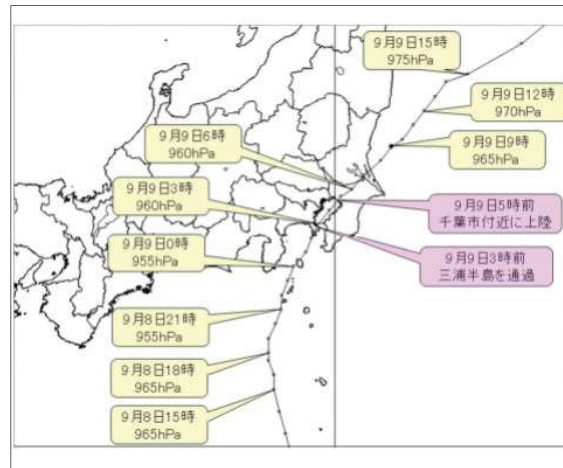 9月9日15時
975hPa
9月9日12時
970hPa
9月9日6時
960hPa
9月9日9時
965hPa
9月9日3時
960hPa
9月9日5時前
千葉市付近に上陸
9月9日0時
955hPa
9月9日3時前
三浦半島を通過
9月8日21時
955hPa
9月8日18時
965hPa
9月8日15時
965hPa